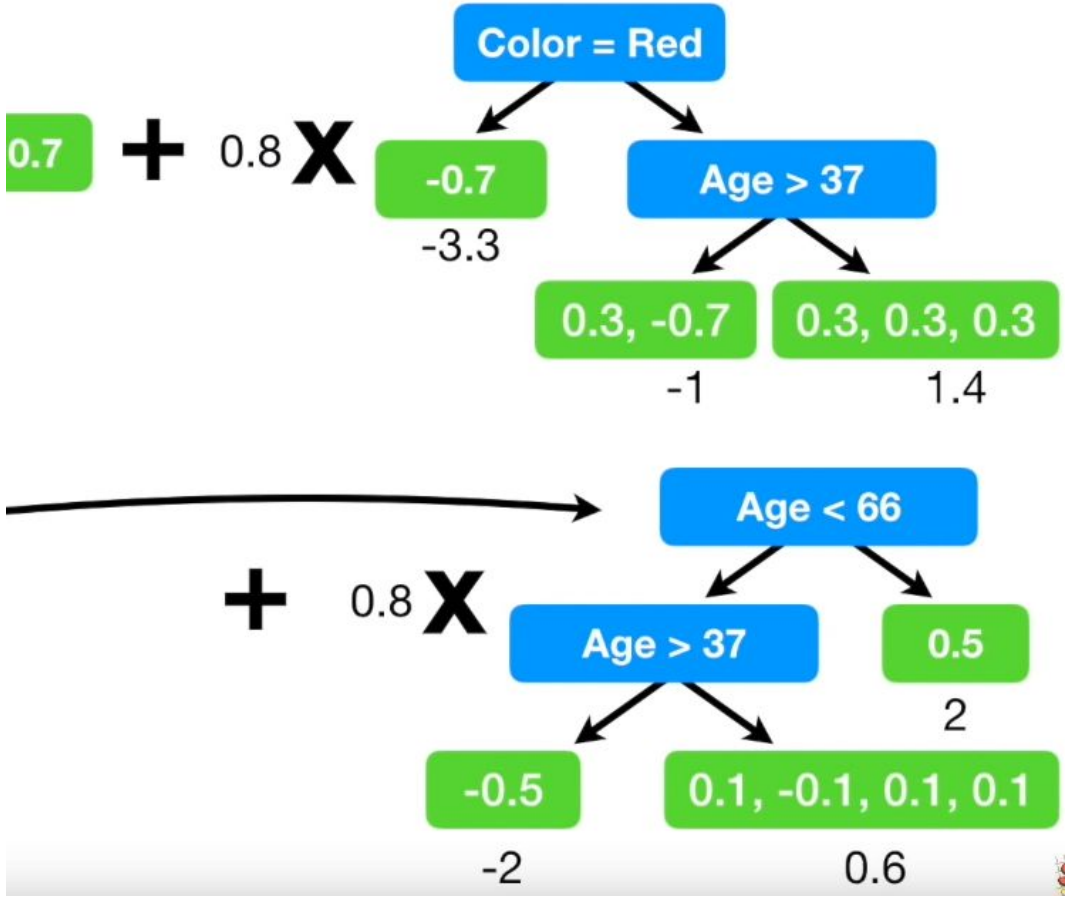 Color = Red
0.7 + 0.8 X -0.7 Age > 37
-3.3
0.3, -0.7 0.3, 0.3, 0.3
-1 1.4
Age < 66
+ 0.8 X Age > 37 0.5
2
-0.5 0.1, -0.1, 0.1, 0.1
-2 0.6